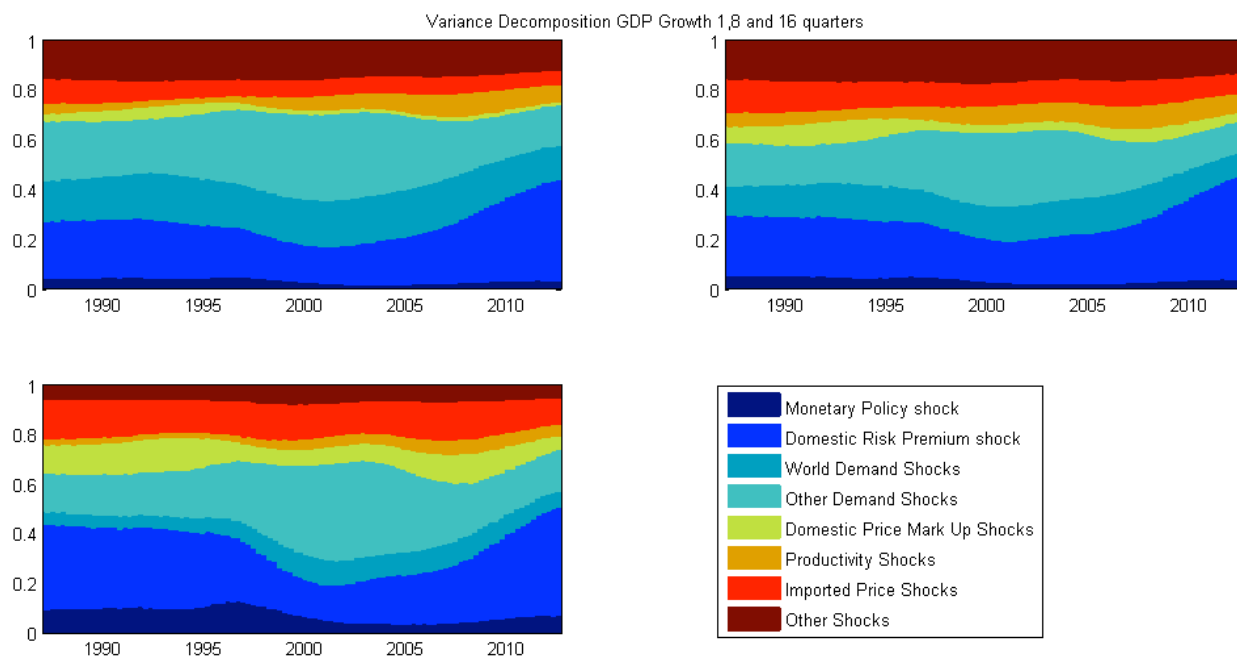 Variance Decomposition GDP Growth 1,8 and 16 quarters
1
0.8
0.6
0.4
0.2
0
1990 1995 2000 2005 2010
1
0.8
0.6
0.4
0.2
0
1990 1995 2000 2005 2010
1
0.8
0.6
0.4
0.2
0
1990 1995 2000 2005 2010
Monetary Policy shock
Domestic Risk Premium shock
World Demand Shocks
Other Demand Shocks
Domestic Price Mark Up Shocks
Productivity Shocks
Imported Price Shocks
Other Shocks